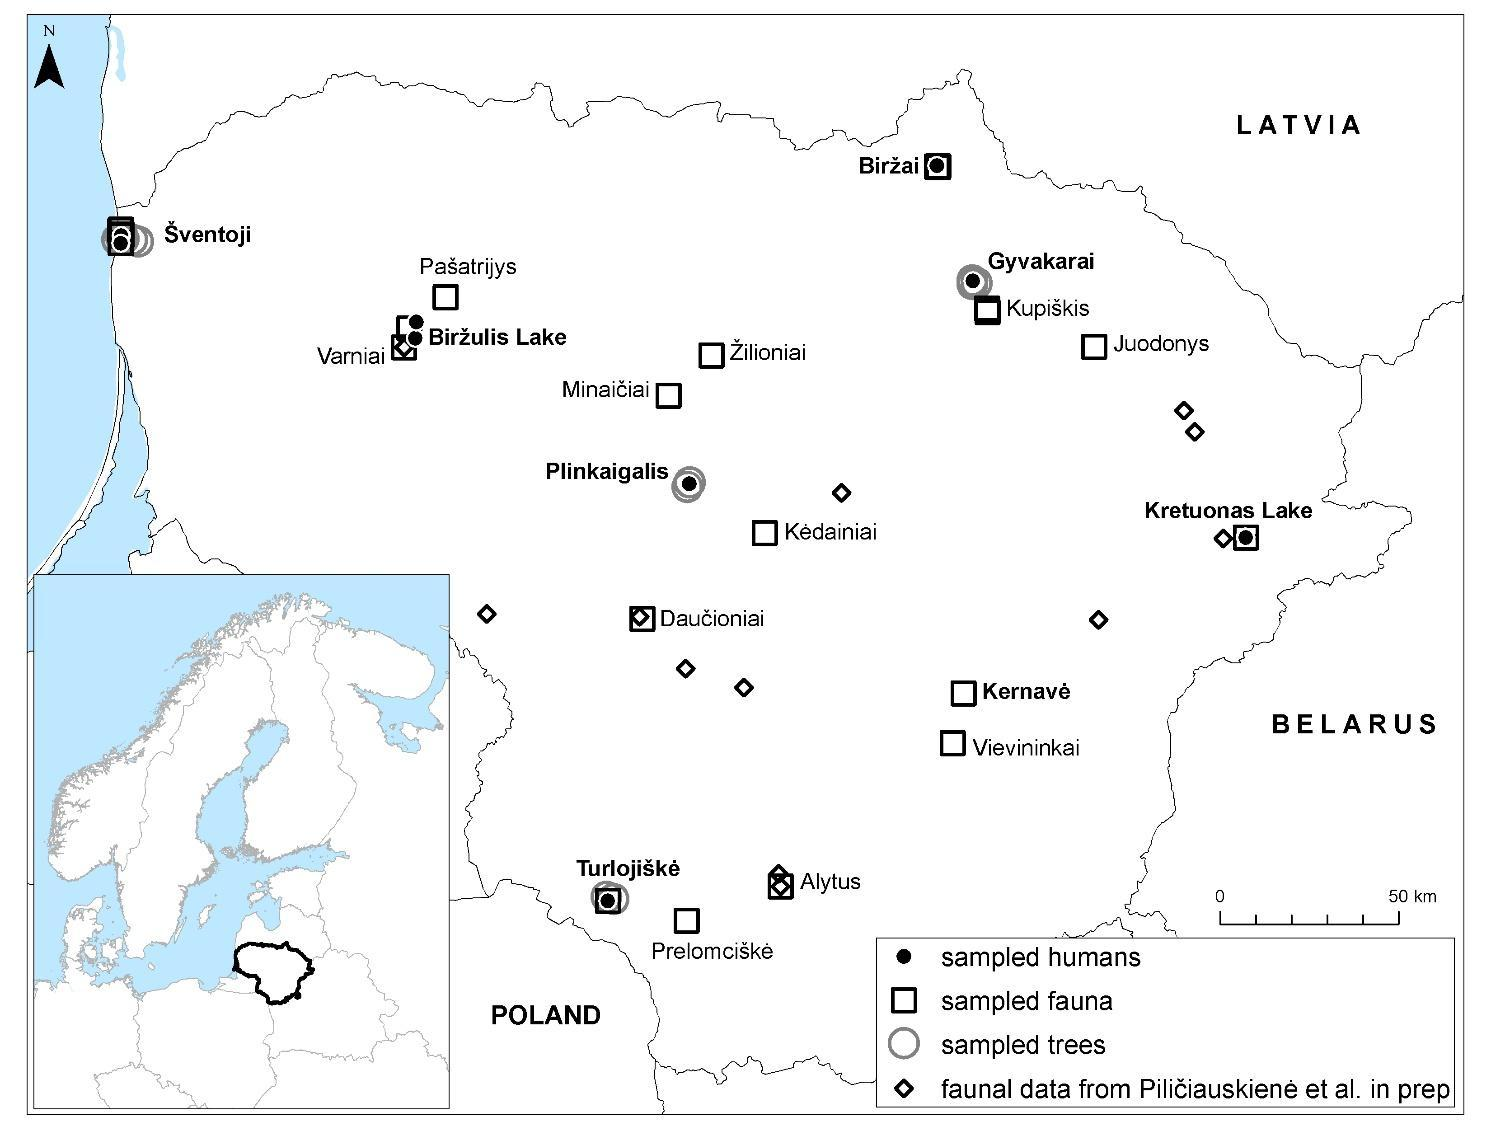 N
LATVIA
Biržai
Šventoji
Gyvakarai
Pašatrijys
Kupiškis
Biržulis Lake
Juodonys
Varniai
Žilioniai
Minaičiai
Plinkaigalis
Kretuonas Lake
Kėdainiai
Daučioniai
Kernavė
BELARUS
Vievininkai
Turlojiškė
Alytus
0 50 km
Prelomciškė
POLAND
sampled humans
sampled fauna
sampled trees
faunal data from Piličiauskienė et al. in prep